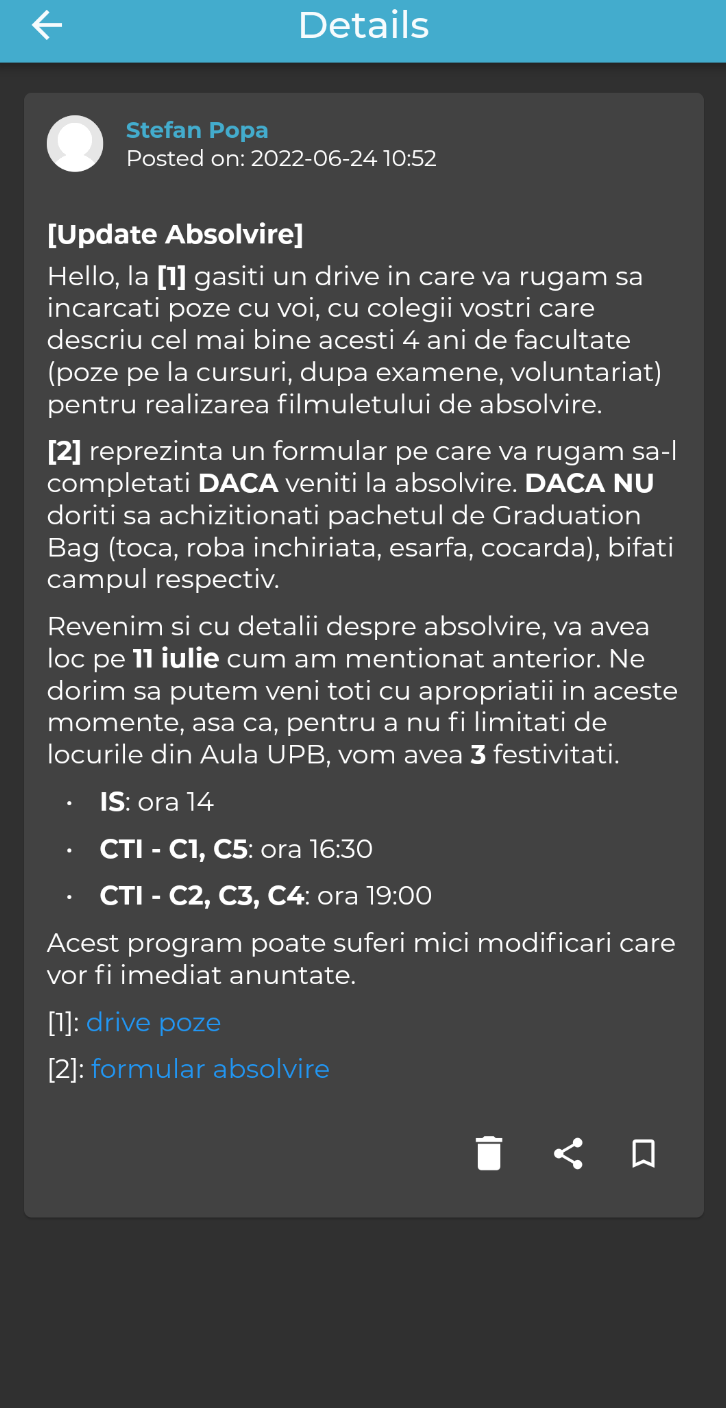 Details
Stefan Popa
Posted on: 2022-06-24 10:52
[Update Absolvire]
Hello, la [1] gasiti un drive in care va rugam sa
incarcati poze cu voi, cu colegii vostri care
descriu cel mai bine acesti 4 ani de facultate
(poze pe la cursuri, dupa examene, voluntariat)
pentru realizarea filmuletului de absolvire.
[2] reprezinta un formular pe care va rugam sa-l
completati DACA veniti la absolvire. DACA NU
doriti sa achizitionati pachetul de Graduation
Bag (toca, roba inchiriata, esarfa, cocarda), bifati
campul respectiv.
Revenim si cu detalii despre absolvire, va avea
loc pe 11 iulie cum am mentionat anterior. Ne
dorim sa putem veni toti cu apropriatii in aceste
momente, asa ca, pentru a nu fi limitati de
locurile din Aula UPB, vom avea 3 festivitati.
• IS: ora 14
• CTI - C1, C5: ora 16:30
• CTI - C2, C3, C4: ora 19:00
Acest program poate suferi mici modificari care
vor fi imediat anuntate.
[1]: drive poze
[2]: formular absolvire